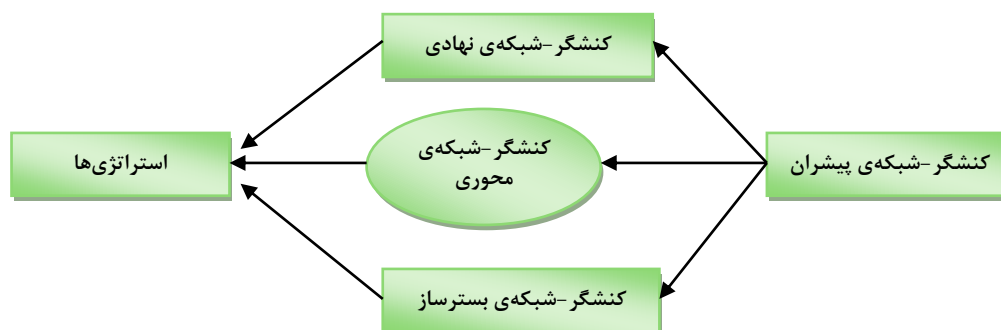 کنشگر-شبکه‌ی نهادی
کنشگر-شبکه‌ی پیشران
کنشگر-شبکه‌ی
محوری
استراتژی‌ها
کنشگر-شبکه‌ی بسترساز